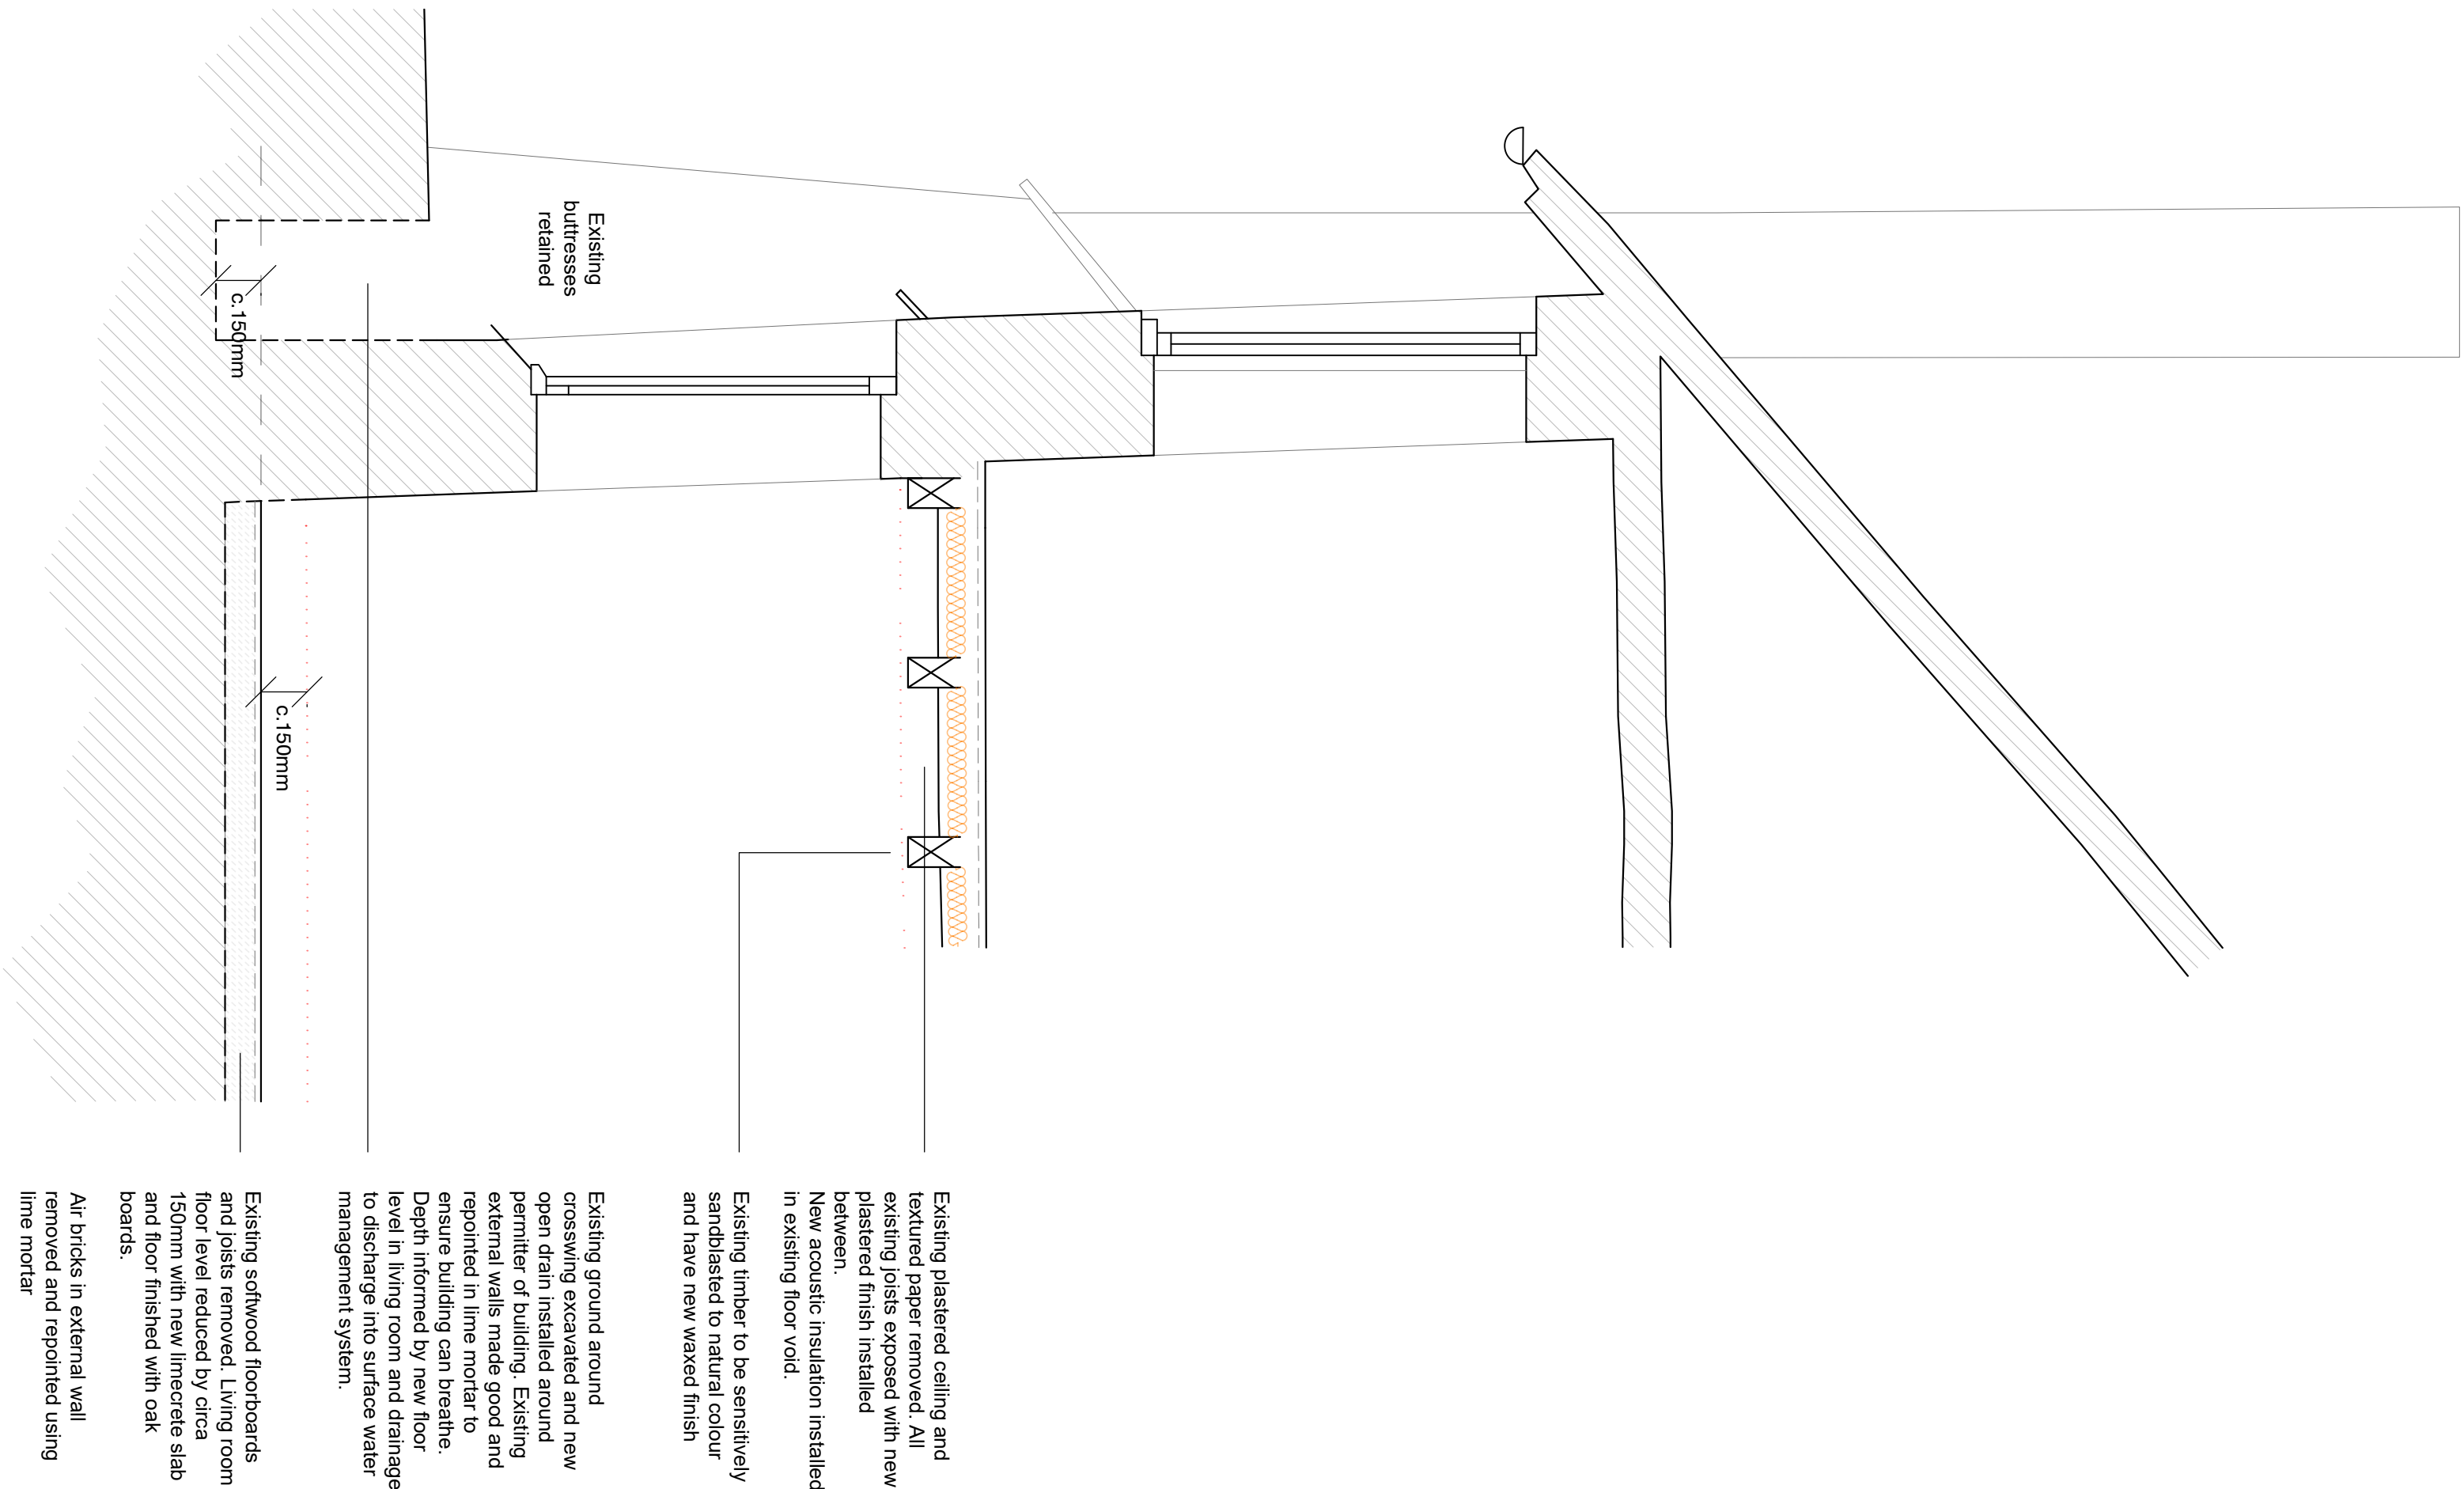 Existing plastered ceiling and
textured paper removed. All
existing joists exposed with new
plastered finish installed
between.
New acoustic insulation installed
in existing floor void.
Existing timber to be sensitively
sandblasted to natural colour
and have new waxed finish
Existing
buttresses
retained
Existing ground around
crosswing excavated and new
open drain installed around
permitter of building. Existing
external walls made good and
repointed in lime mortar to
ensure building can breathe.
Depth informed by new floor
level in living room and drainage
to discharge into surface water
management system.
c.150mm
c.150mm
Existing softwood floorboards
and joists removed. Living room
floor level reduced by circa
150mm with new limecrete slab
and floor finished with oak
boards.
Air bricks in external wall
removed and repointed using
lime mortar